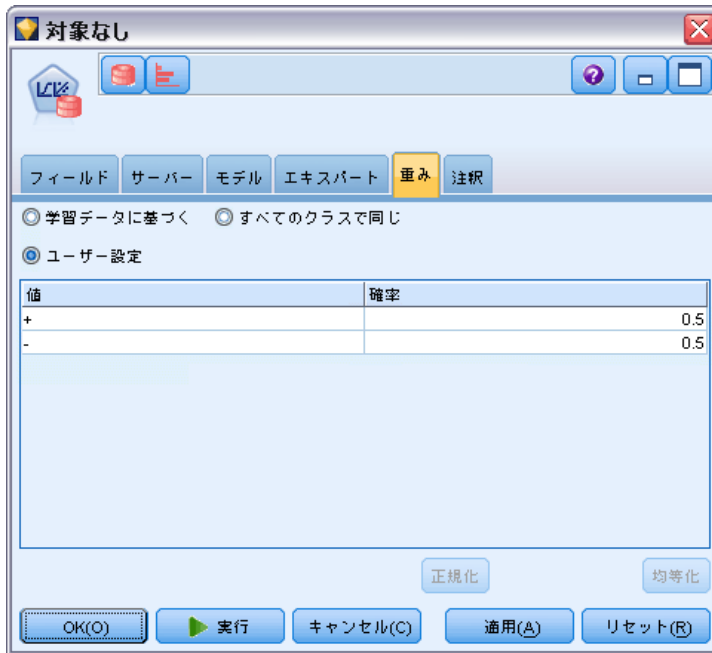 対象なし
?
フィールド サーバー モデル エキスパート 重み 注釈
学習データに基づく すべてのクラスで同じ
ユーザー設定
値 確率
+ 0.5
- 0.5
正規化 均等化
OK(O) 実行 キャンセル(C) 適用(A) リセット(R)